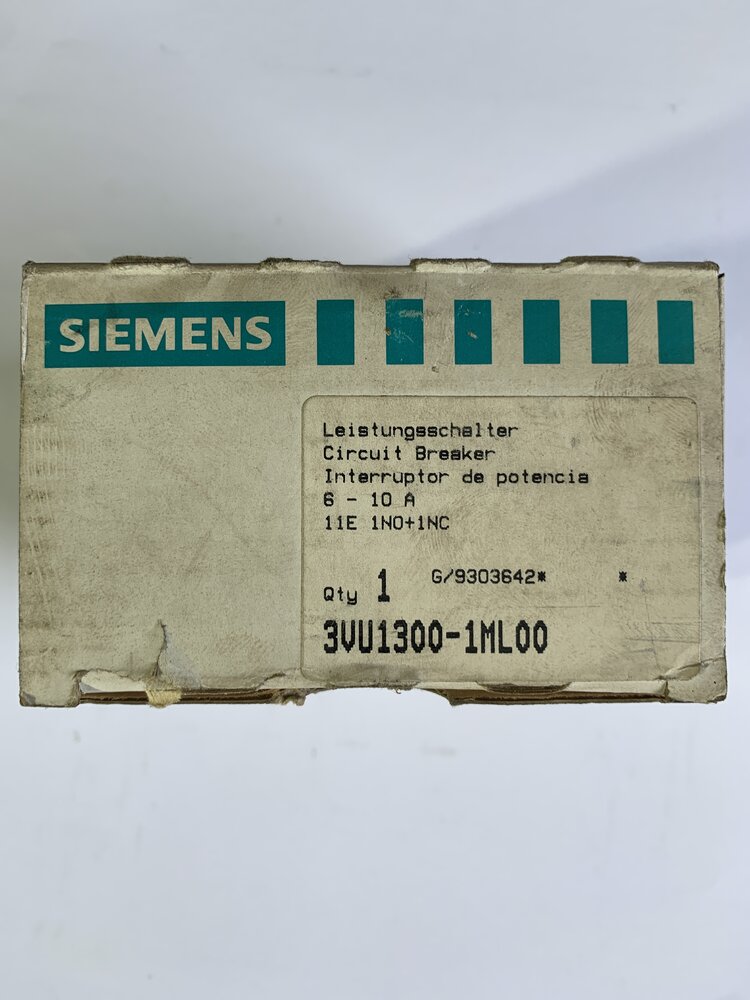 SIEMENS
Leistungsschalter
Circuit Breaker
Interruptor de potencia
6 - 10 A
11E 1NO+1NC
Qty 1 G/9303642* *
3VU1300-1ML00